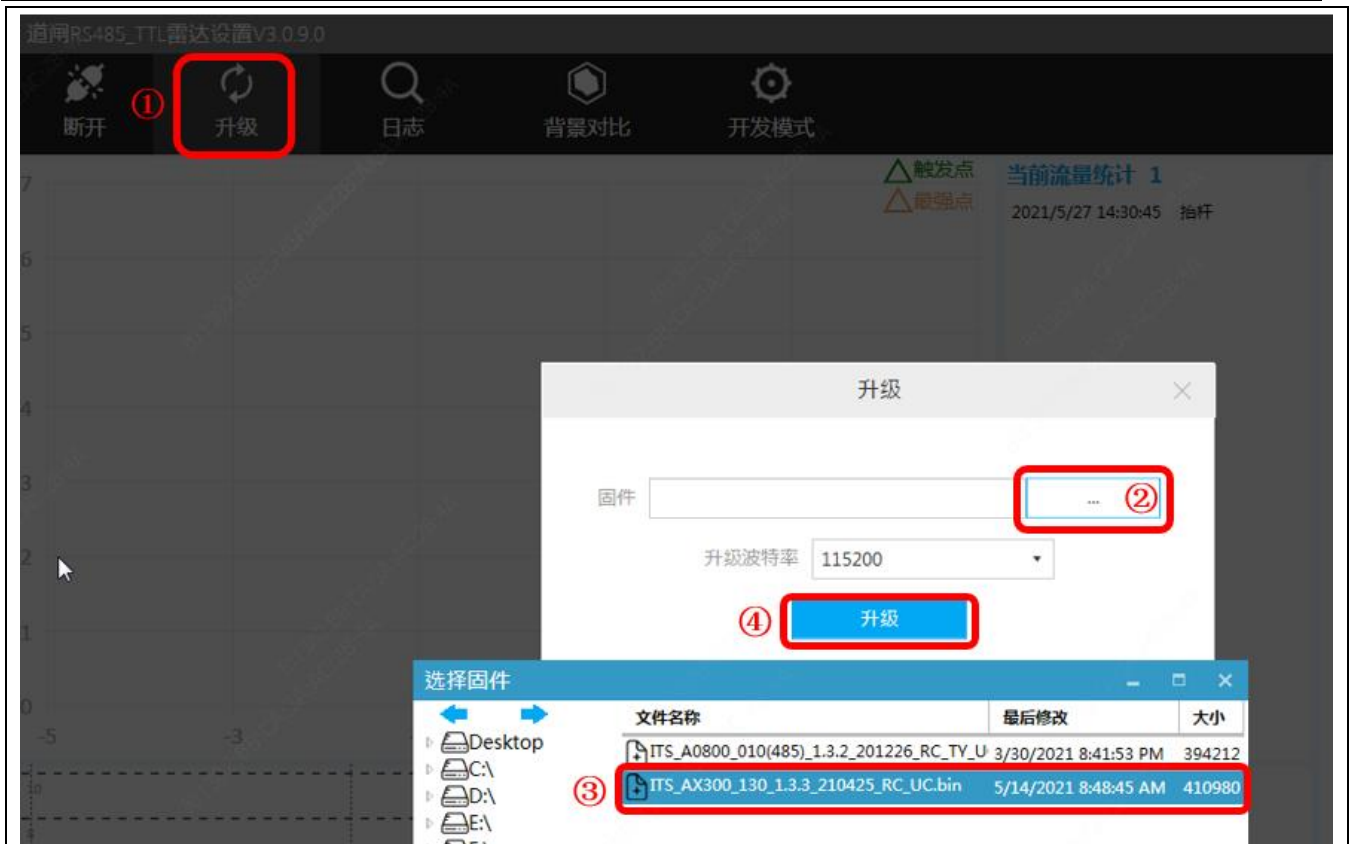 道闸RS485_TTL雷达设置V3.0.9.0
①
断开 升级 日志 背景对比 开发模式
7
△触发点
△最强点
当前流量统计 1
2021/5/27 14:30:45 抬杆
6
5
升级
4
3
固件 ... ②
2
升级波特率 115200
④ 升级
1
选择固件
0
-5 -3
文件名称 最后修改 大小
Desktop
ITS_A0800_010(485)_1.3.2_201226_RC_TY_U 3/30/2021 8:41:53 PM 394212
C:\
③ ITS_AX300_130_1.3.3_210425_RC_UC.bin 5/14/2021 8:48:45 AM 410980
D:\
E:\